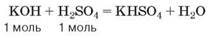 KOH + H₂SO₄ = KHSO₄ + H₂O
1 моль 1 моль